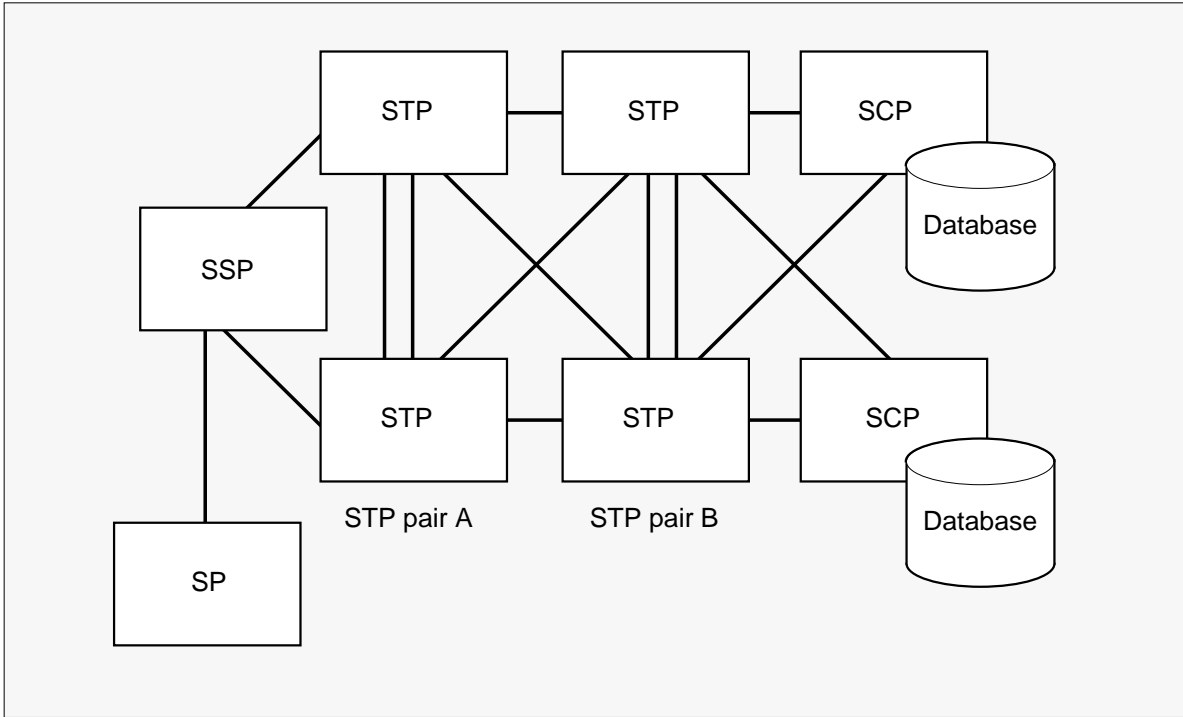 STP
STP
SCP
Database
SSP
STP
STP
SCP
Database
STP pair A
STP pair B
SP